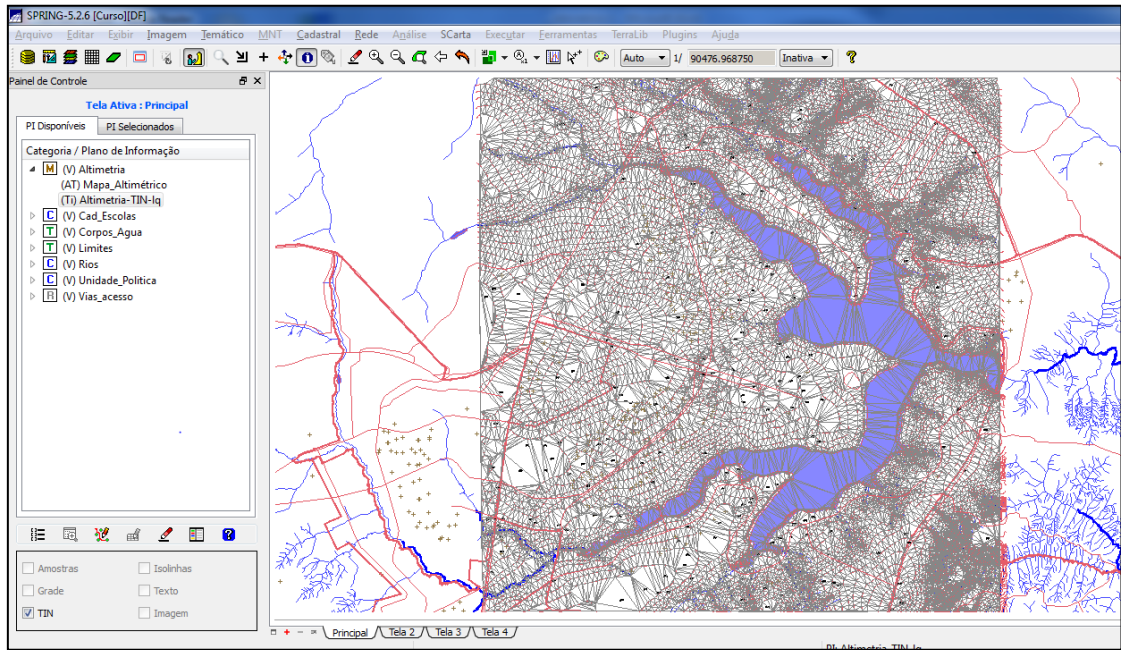 SPRING-5.2.6 [Curso][DF]
Arquivo Editar Exibir Imagem Temático MNT Cadastral Rede Análise SCarta Executar Ferramentas TerraLib Plugins Ajuda
Auto 1/ 90476.968750 Inativa
Painel de Controle
Tela Ativa : Principal
PI Disponíveis PI Selecionados
Categoria / Plano de Informação
M (V) Altimetria
(AT) Mapa_Altimétrico
(Ti) Altimetria-TIN-lq
C (V) Cad_Escolas
T (V) Corpos_Agua
T (V) Limites
C (V) Rios
C (V) Unidade_Politica
R (V) Vias_acesso
Amostras Isolinhas
Grade Texto
TIN Imagem
Principal Tela 2 Tela 3 Tela 4
PI: Altimetria-TIN-lq